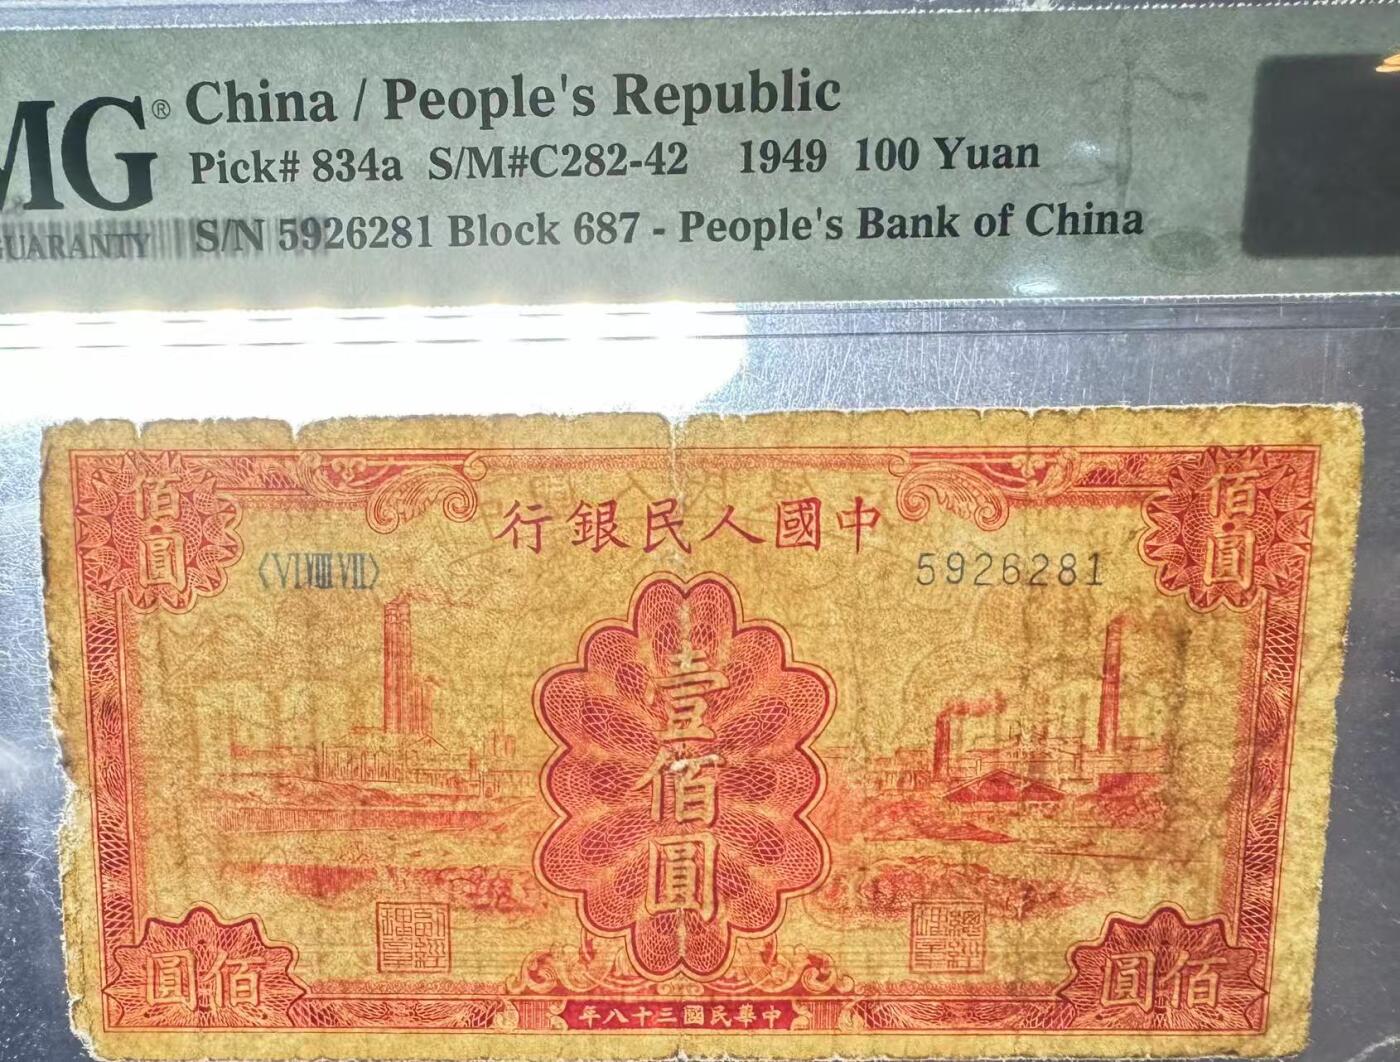 MG® China / People's Republic
Pick# 834a S/M#C282-42 1949 100 Yuan
GUARANTY S/N 5926281 Block 687 - People's Bank of China
佰圓
行銀民人國中
佰圓
〈VI VIII VII〉
5926281
壹佰圓
圓佰
圓佰
年八十三國民華中